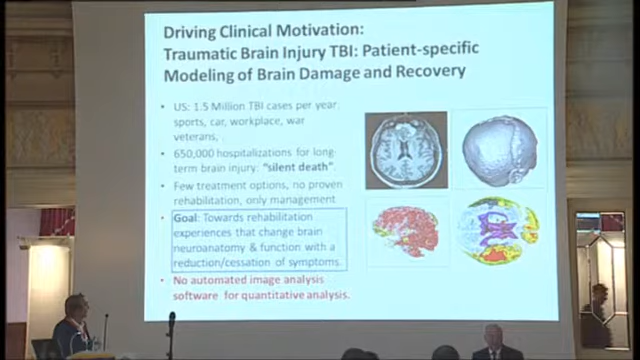 Driving Clinical Motivation:
Traumatic Brain Injury TBI: Patient-specific
Modeling of Brain Damage and Recovery
• US: 1.5 Million TBI cases per year:
sports, car, workplace, war
veterans, .
• 650,000 hospitalizations for long-
term brain injury: "silent death".
• Few treatment options, no proven
rehabilitation, only management
• Goal: Towards rehabilitation
experiences that change brain
neuroanatomy & function with a
reduction/cessation of symptoms.
• No automated image analysis
software for quantitative analysis.